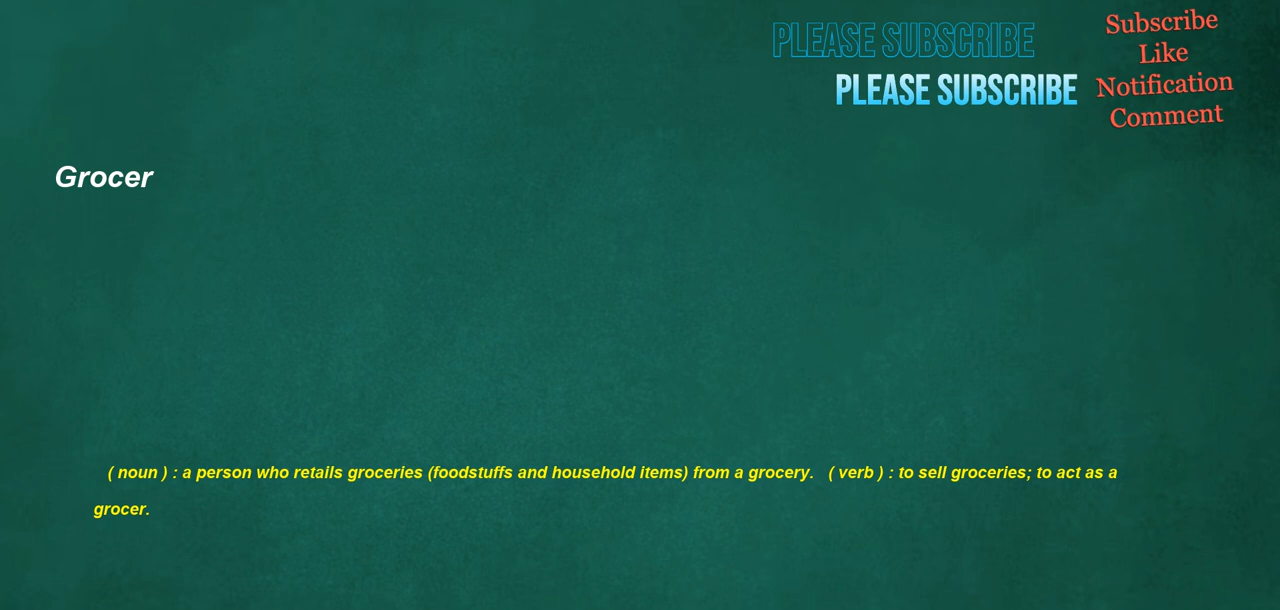 PLEASE SUBSCRIBE
PLEASE SUBSCRIBE
Subscribe
Like
Notification
Comment
Grocer
( noun ) : a person who retails groceries (foodstuffs and household items) from a grocery. ( verb ) : to sell groceries; to act as a
grocer.